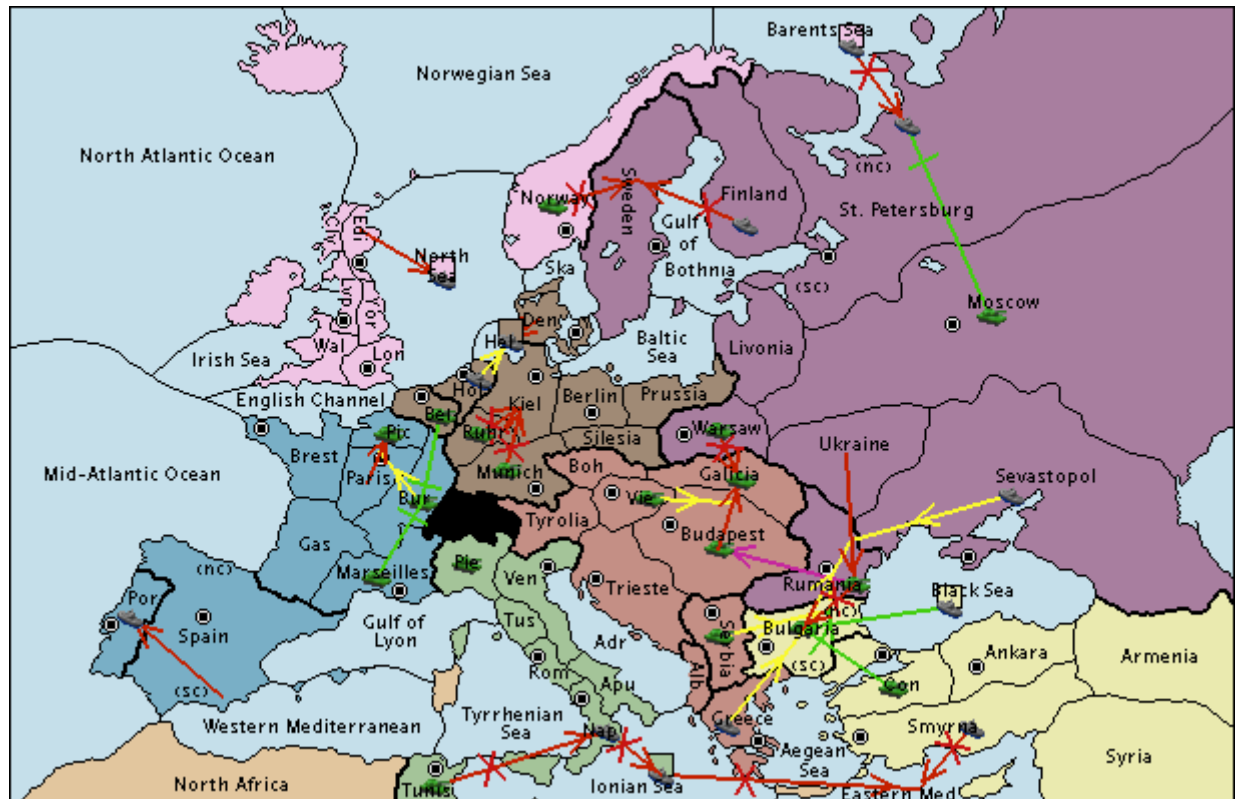 Barents Sea
Norwegian Sea
North Atlantic Ocean
(nc)
Norway
Sweden
Finland
St. Petersburg
Cly
Edi
North
Sea
Gulf
of
Bothnia
Ska
(sc)
Moscow
Lvp
Yor
Den
Irish Sea
Wal
Lon
Hel
Baltic
Sea
Livonia
English Channel
Hol
Kiel
Berlin
Prussia
Bel
Ruhr
Silesia
Warsaw
Ukraine
Mid-Atlantic Ocean
Brest
Pic
Paris
Munich
Boh
Galicia
Sevastopol
Bur
Vie
Tyrolia
Budapest
Gas
(nc)
Marseilles
Pie
Ven
Trieste
Rumania
Black Sea
Por
Spain
Gulf of
Lyon
Tus
Adr
Serbia
Bulgaria
(nc)
(sc)
Ankara
Armenia
(sc)
Rom
Apu
Alb
Con
Western Mediterranean
Tyrrhenian
Sea
Nap
Greece
Aegean
Sea
Smyrna
Syria
North Africa
Tunis
Ionian Sea
Eastern Med